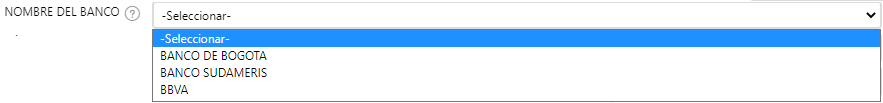 NOMBRE DEL BANCO ? -Seleccionar-
-Seleccionar-
BANCO DE BOGOTA
BANCO SUDAMERIS
BBVA